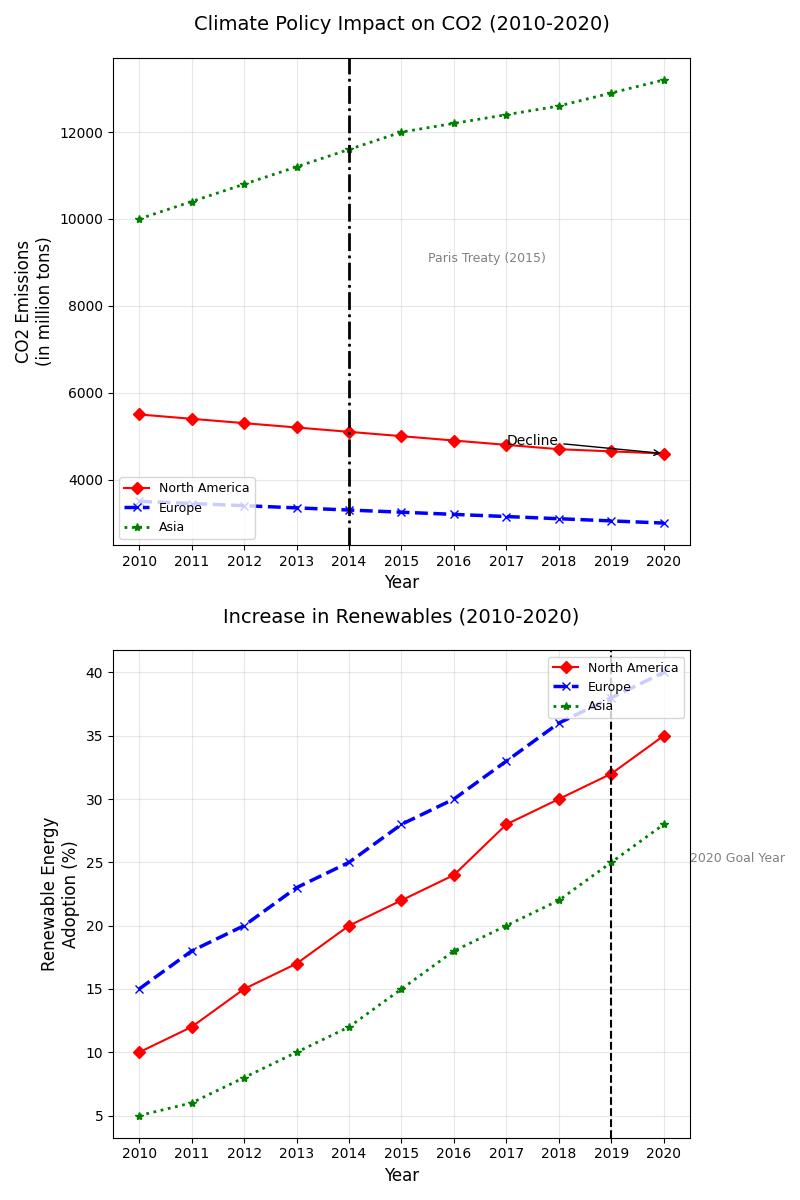 Climate Policy Impact on CO2 (2010-2020)
CO2 Emissions
(in million tons)
12000
10000
8000
6000
4000
Paris Treaty (2015)
Decline
North America
Europe
Asia
2010 2011 2012 2013 2014 2015 2016 2017 2018 2019 2020
Year
Increase in Renewables (2010-2020)
Renewable Energy
Adoption (%)
40
35
30
25
20
15
10
5
North America
Europe
Asia
2020 Goal Year
2010 2011 2012 2013 2014 2015 2016 2017 2018 2019 2020
Year